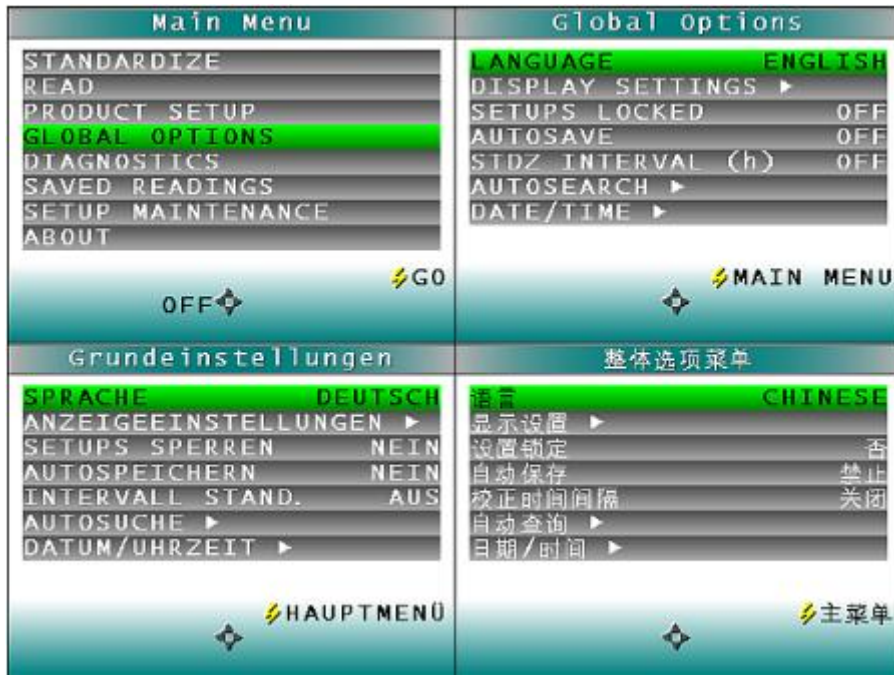 Main Menu
STANDARDIZE
READ
PRODUCT SETUP
GLOBAL OPTIONS
DIAGNOSTICS
SAVED READINGS
SETUP MAINTENANCE
ABOUT
GO
OFF
Global Options
LANGUAGE ENGLISH
DISPLAY SETTINGS ►
SETUPS LOCKED OFF
AUTOSAVE OFF
STDZ INTERVAL (h) OFF
AUTOSEARCH ►
DATE/TIME ►
MAIN MENU
Grundeinstellungen
SPRACHE DEUTSCH
ANZEIGEEINSTELLUNGEN ►
SETUPS SPERREN NEIN
AUTOSPEICHERN NEIN
INTERVALL STAND. AUS
AUTOSUCHE ►
DATUM/UHRZEIT ►
HAUPTMENÜ
整体选项菜单
语言 CHINESE
显示设置 ►
设置锁定 否
自动保存 禁止
校正时间间隔 关闭
自动查询 ►
日期/时间 ►
主菜单